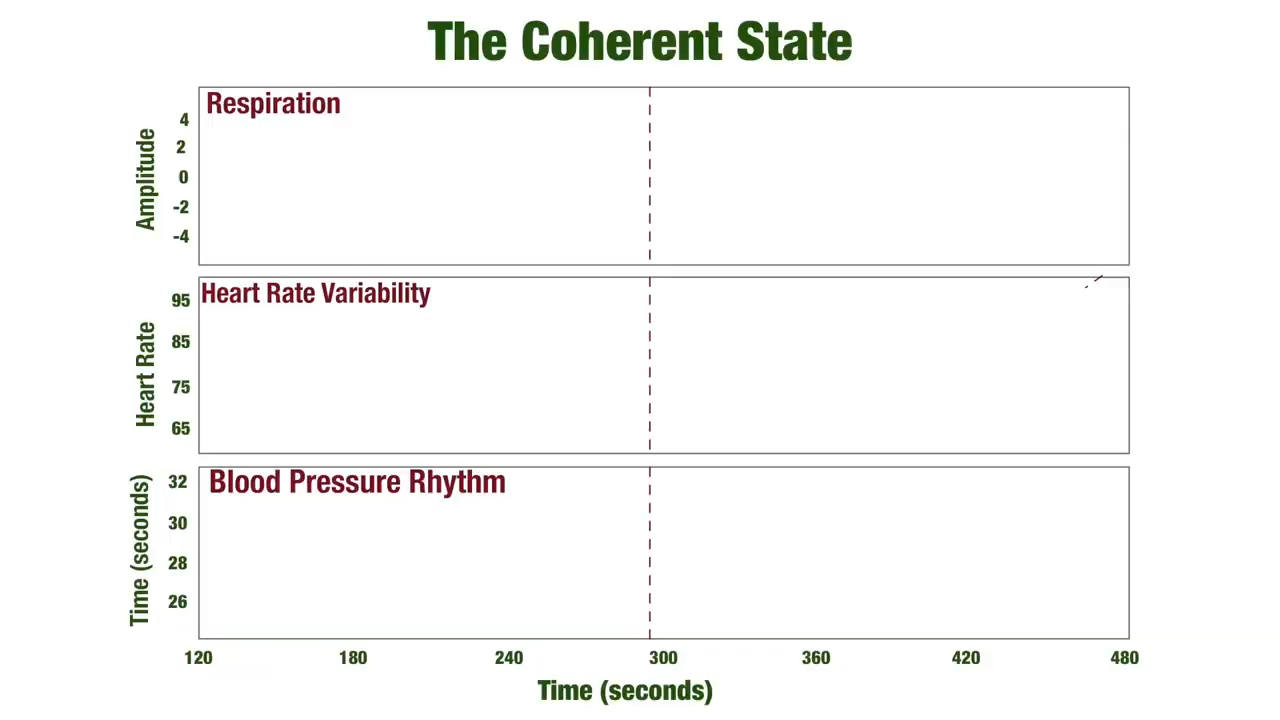 The Coherent State
Respiration
Amplitude
4
2
0
-2
-4
Heart Rate Variability
Heart Rate
95
85
75
65
Blood Pressure Rhythm
Time (seconds)
32
30
28
26
120 180 240 300 360 420 480
Time (seconds)